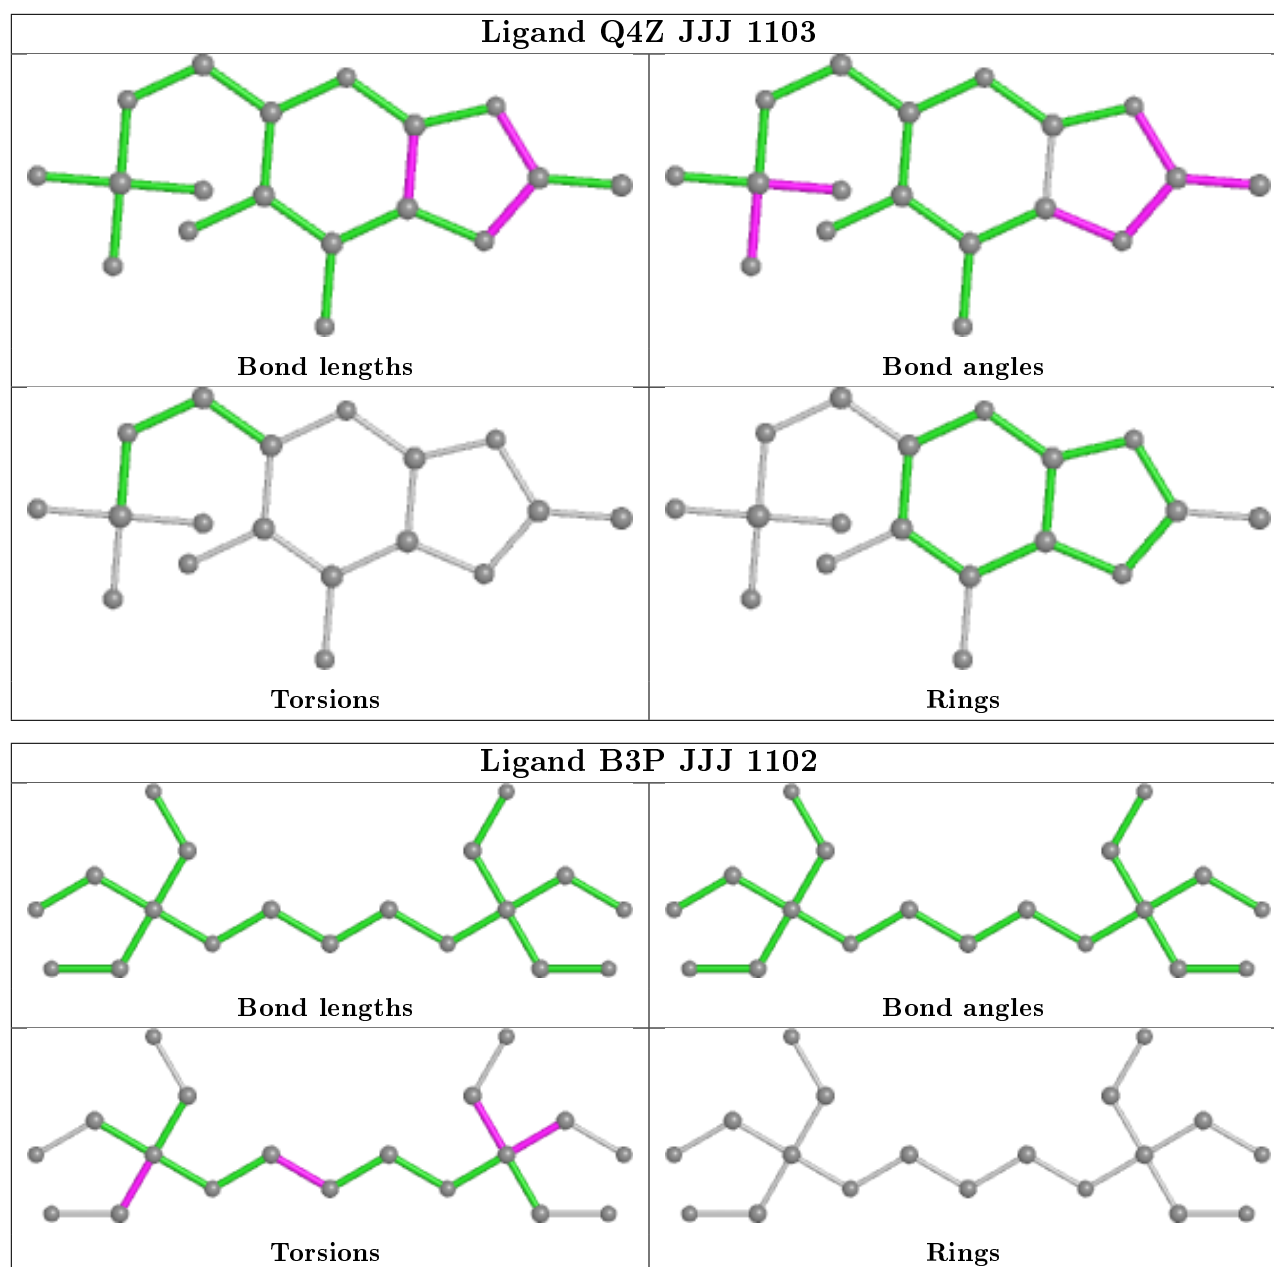 Ligand Q4Z JJJ 1103
Bond lengths
Bond angles
Torsions
Rings
Ligand B3P JJJ 1102
Bond lengths
Bond angles
Torsions
Rings